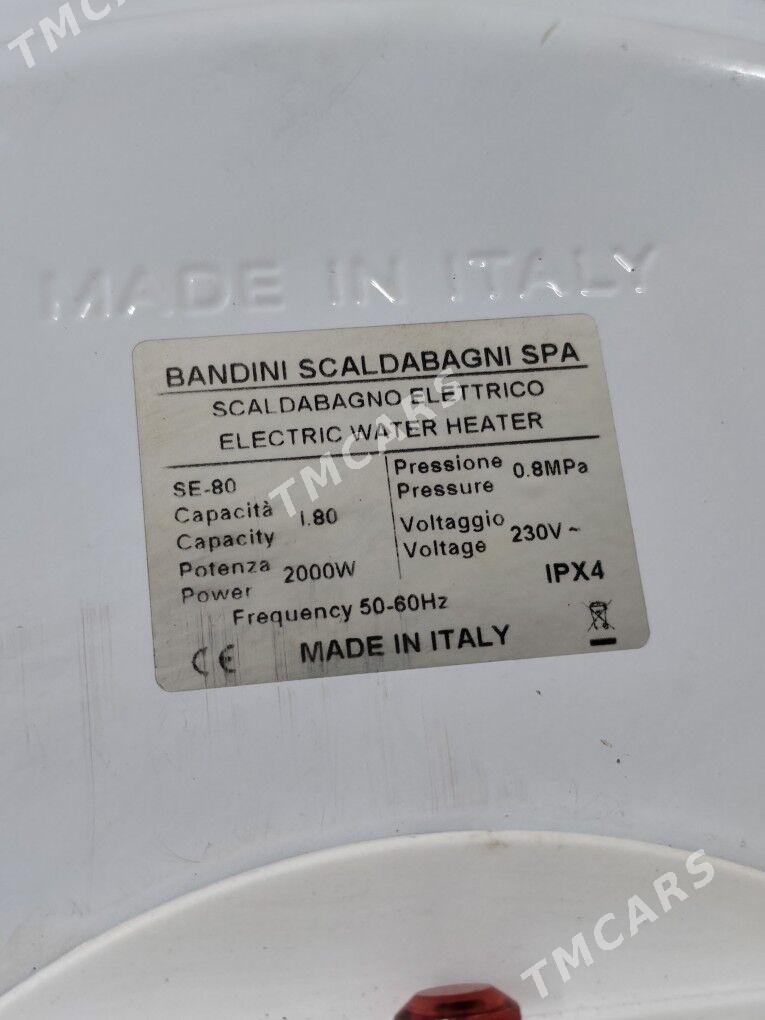 TMCARS
MADE IN ITALY
BANDINI SCALDABAGNI SPA
SCALDABAGNO ELETTRICO
ELECTRIC WATER HEATER
SE-80
Capacità
Capacity
l.80
Potenza
Power
2000W
Pressione
Pressure
0.8MPa
Voltaggio
Voltage
230V ~
IPX4
Frequency 50-60Hz
CE
MADE IN ITALY
TMCARS
TMCARS